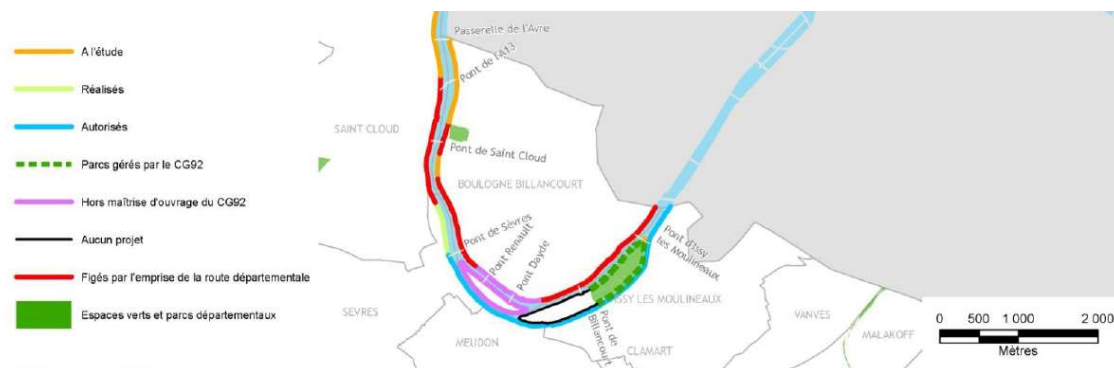 A l'étude
Réalisés
Autorisés
Parcs gérés par le CG92
Hors maîtrise d'ouvrage du CG92
Aucun projet
Figés par l'emprise de la route départementale
Espaces verts et parcs départementaux
Passerelle de l'Avre
Pont de l'A13
SAINT CLOUD
Pont de Saint Cloud
BOULOGNE BILLANCOURT
Pont de Sèvres
Pont Renault
Pont Daydé
Pont d'Issy
les Moulineaux
ISSY LES MOULINEAUX
Pont de
Billancourt
SEVRES
MEUDON
CLAMART
VANVES
MALAKOFF
0 500 1 000 2 000
Mètres